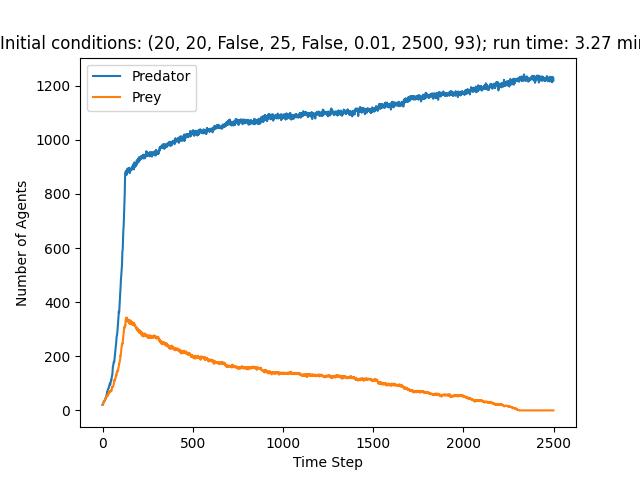 Initial conditions: (20, 20, False, 25, False, 0.01, 2500, 93); run time: 3.27 mi
Predator
Prey
1200
1000
800
600
400
200
0
Number of Agents
0 500 1000 1500 2000 2500
Time Step